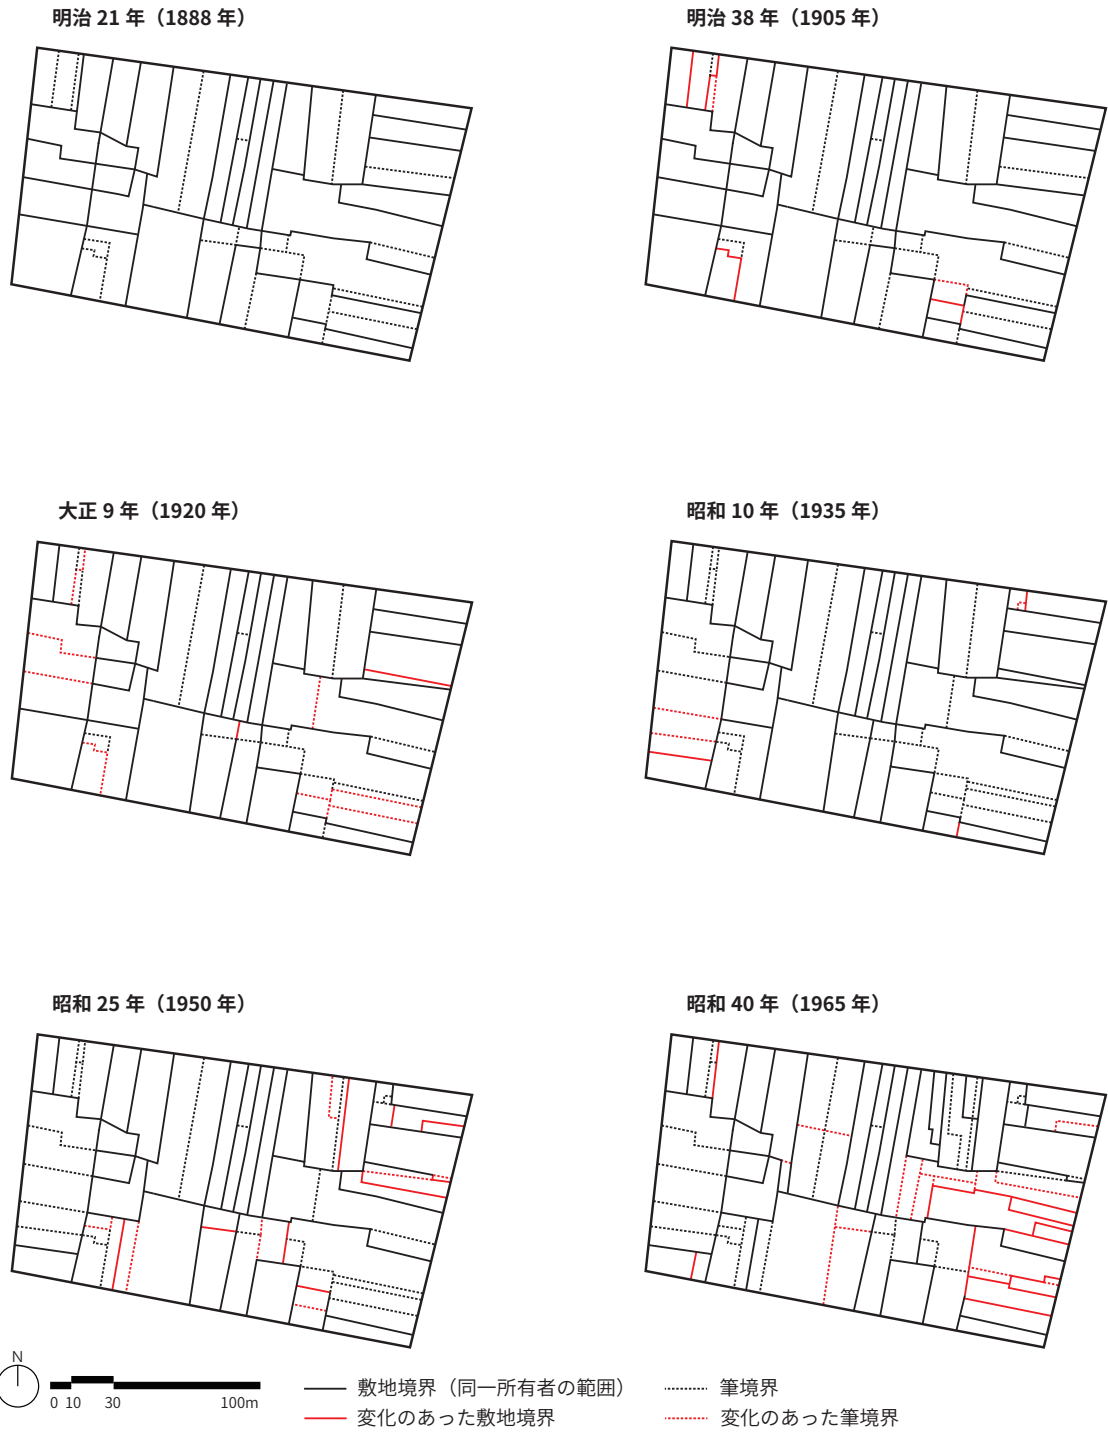 明治 21 年（1888 年）
明治 38 年（1905 年）
大正 9 年（1920 年）
昭和 10 年（1935 年）
昭和 25 年（1950 年）
昭和 40 年（1965 年）
N
0 10 30 100m
敷地境界（同一所有者の範囲）
変化のあった敷地境界
筆境界
変化のあった筆境界